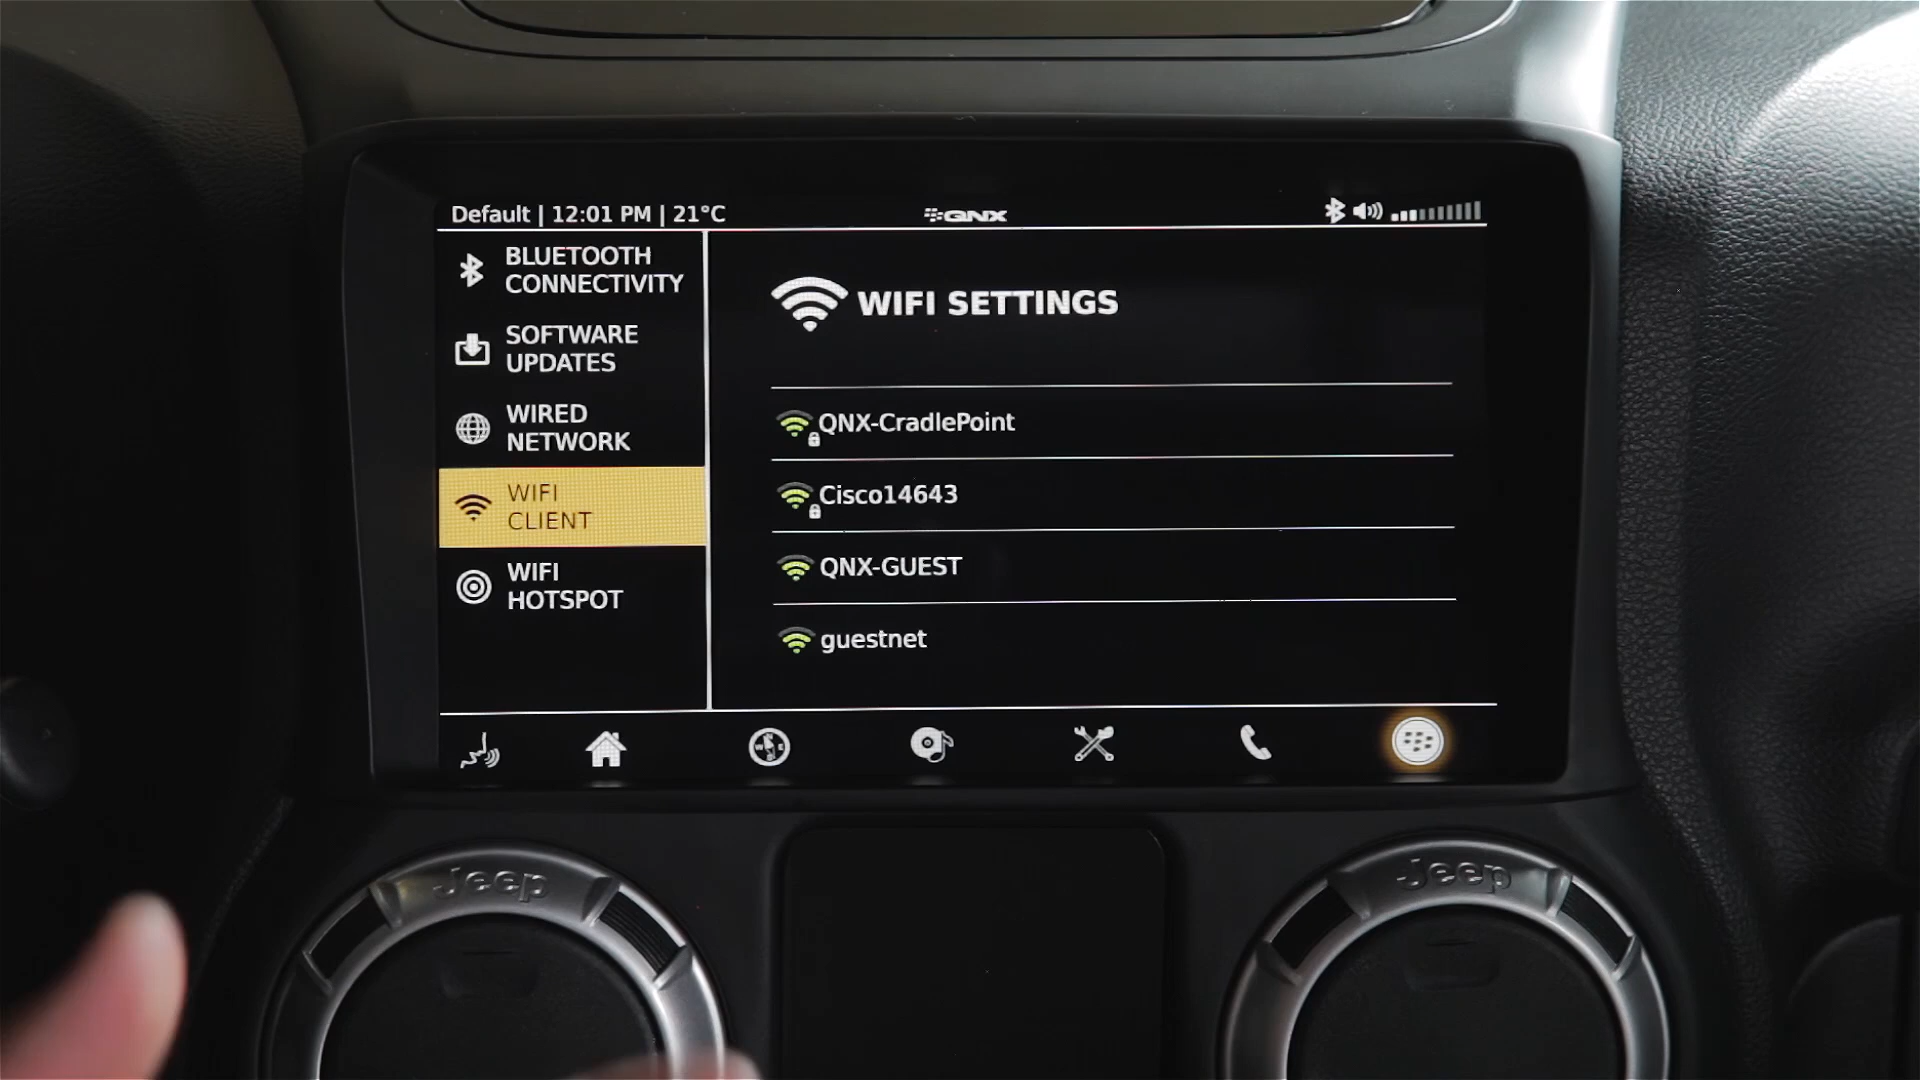 Default | 12:01 PM | 21°C
QNX
BLUETOOTH
CONNECTIVITY
SOFTWARE
UPDATES
WIRED
NETWORK
WIFI
CLIENT
WIFI
HOTSPOT
WIFI SETTINGS
QNX-CradlePoint
Cisco14643
QNX-GUEST
guestnet
W E
Jeep
Jeep